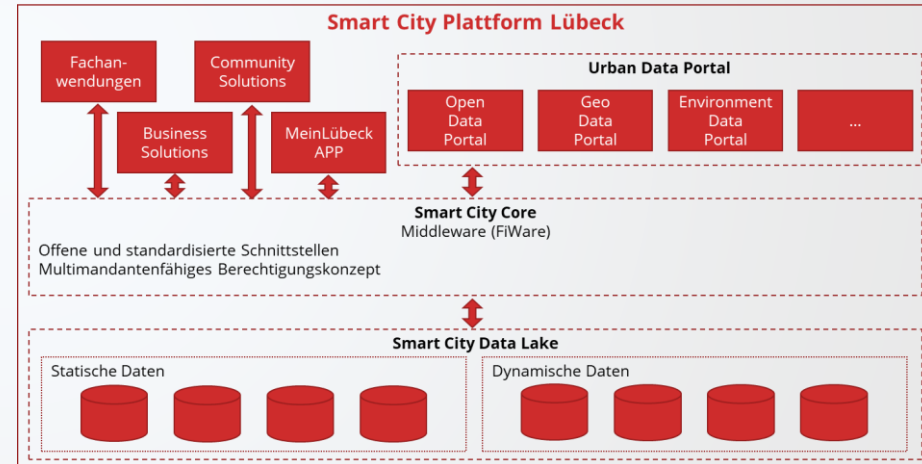 Smart City Plattform Lübeck
Fachan-
wendungen
Community
Solutions
Business
Solutions
MeinLübeck
APP
Urban Data Portal
Open
Data
Portal
Geo
Data
Portal
Environment
Data
Portal
...
Smart City Core
Middleware (FiWare)
Offene und standardisierte Schnittstellen
Multimandantenfähiges Berechtigungskonzept
Smart City Data Lake
Statische Daten
Dynamische Daten